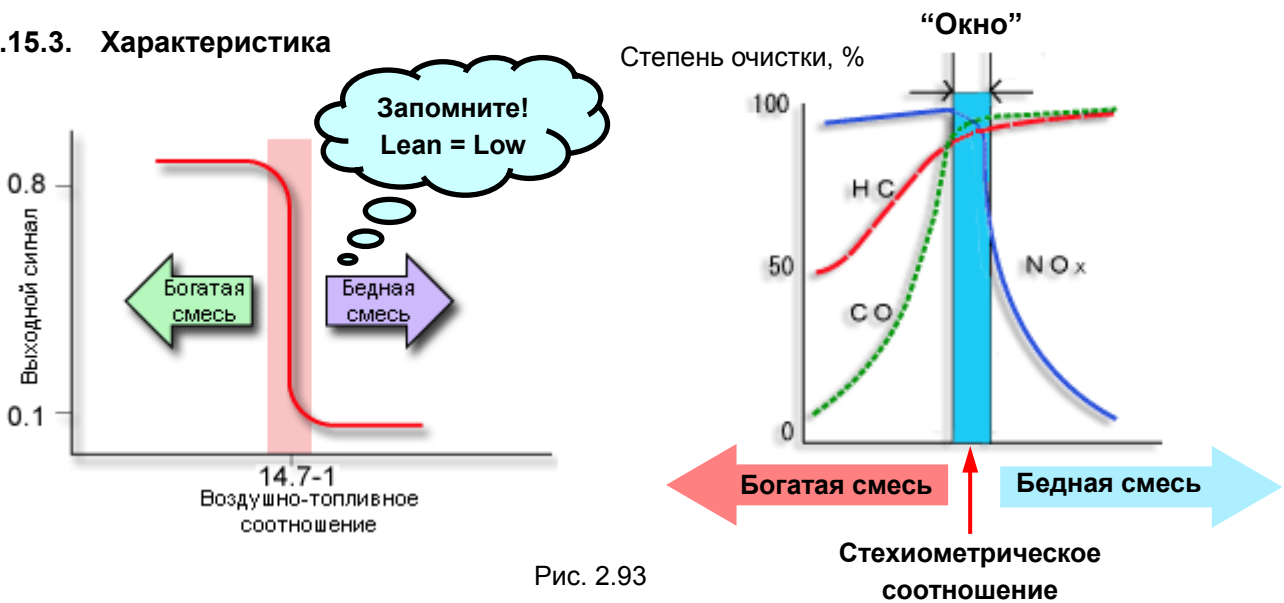 .15.3. Характеристика
Запомните!
Lean = Low
0.8
0.1
Выходной сигнал
Богатая
смесь
Бедная
смесь
14.7-1
Воздушно-топливное
соотношение
“Окно”
Степень очистки, %
100
50
0
HC
CO
NOx
Богатая смесь
Бедная смесь
Стехиометрическое
соотношение
Рис. 2.93